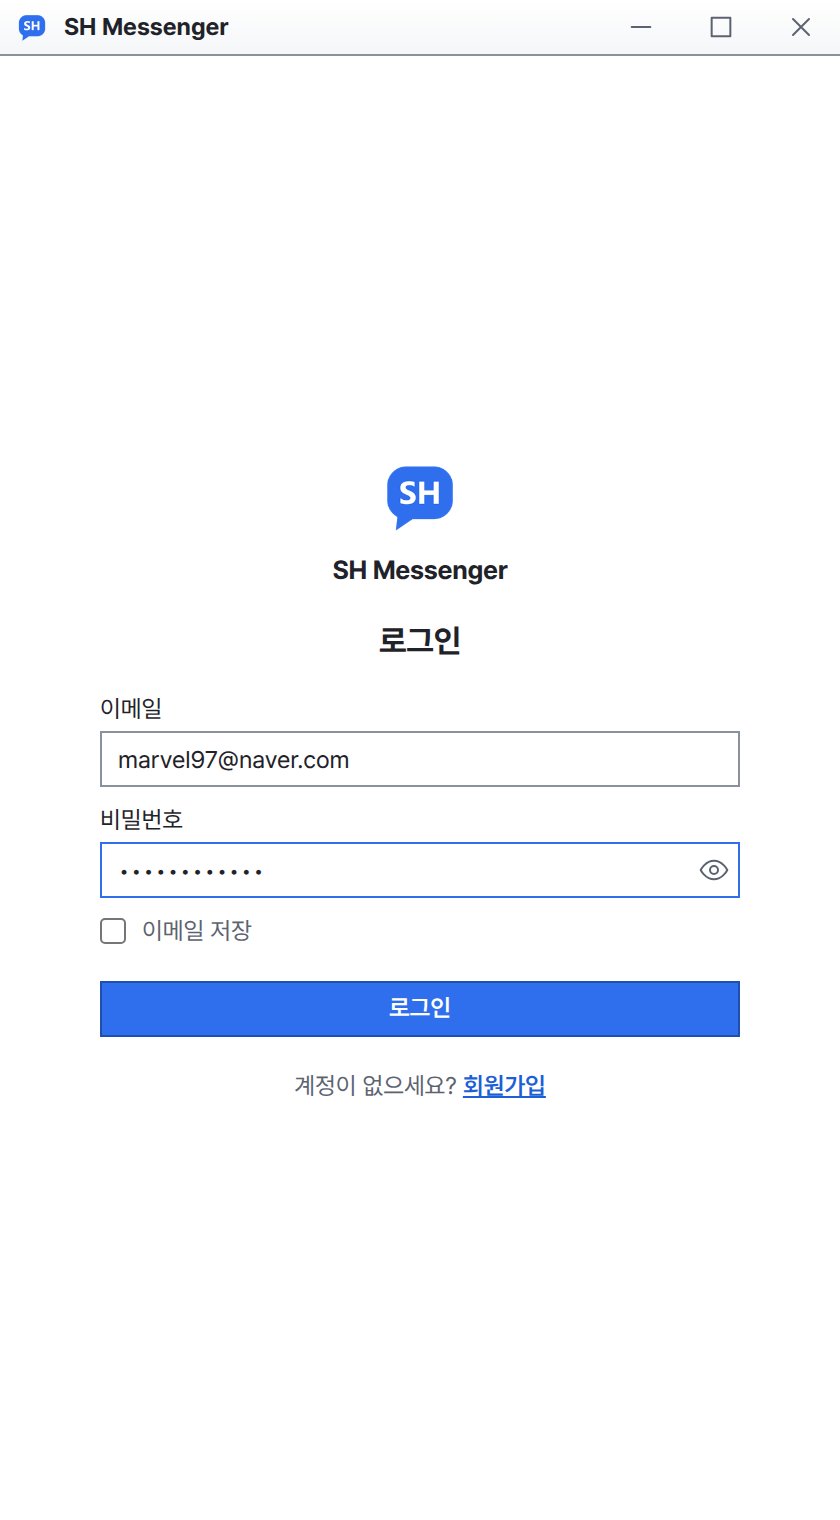 SH SH Messenger
SH
SH Messenger
로그인
이메일
marvel97@naver.com
비밀번호
••••••••••••
이메일 저장
로그인
계정이 없으세요? 회원가입